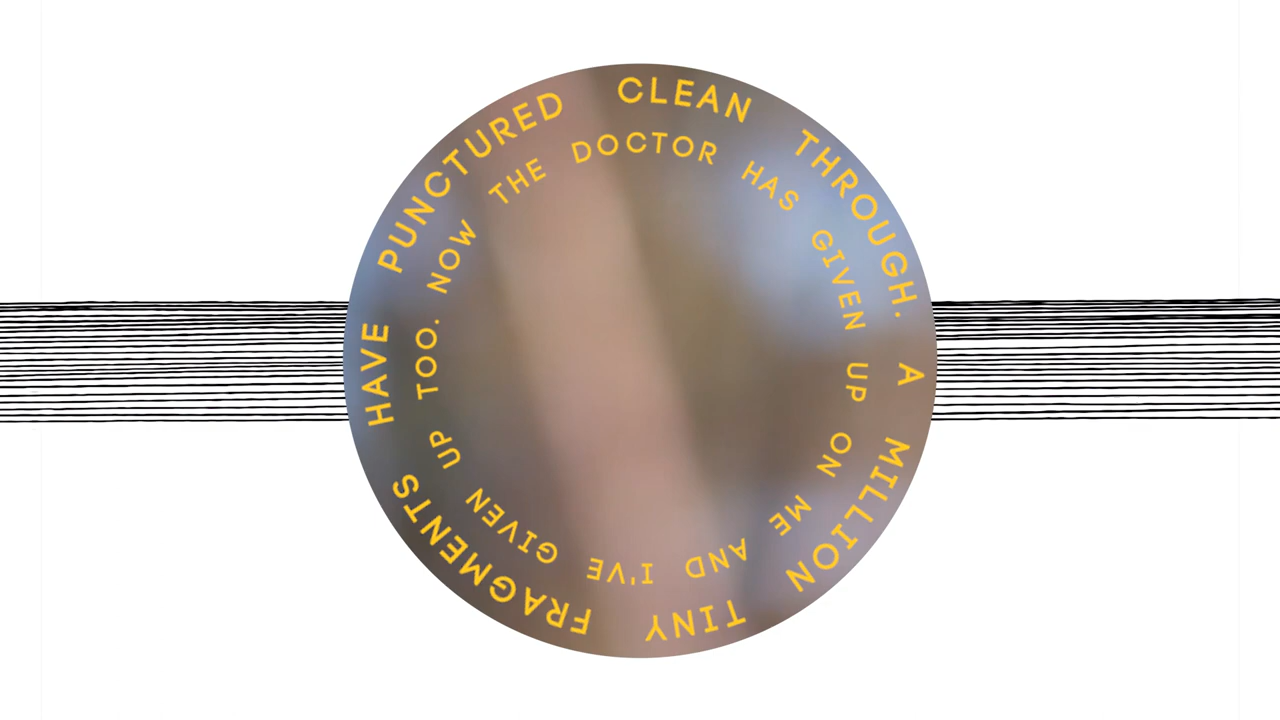 A MILLION TINY FRAGMENTS HAVE PUNCTURED CLEAN THROUGH.
NOW THE DOCTOR HAS GIVEN UP ON ME AND I'VE GIVEN UP TOO.